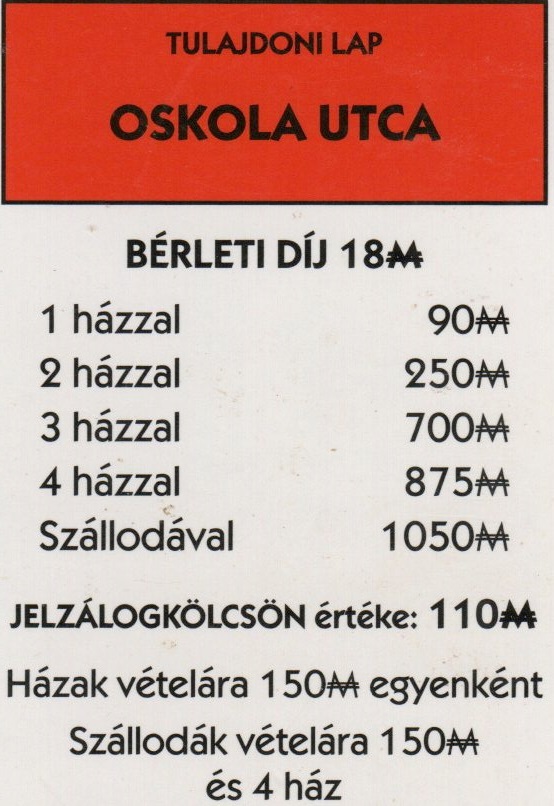 TULAJDONI LAP
OSKOLA UTCA
BÉRLETI DÍJ 18₩
1 házzal 90₩
2 házzal 250₩
3 házzal 700₩
4 házzal 875₩
Szállodával 1050₩
JELZÁLOGKÖLCSÖN értéke: 110₩
Házak vételára 150₩ egyenként
Szállodák vételára 150₩
és 4 ház